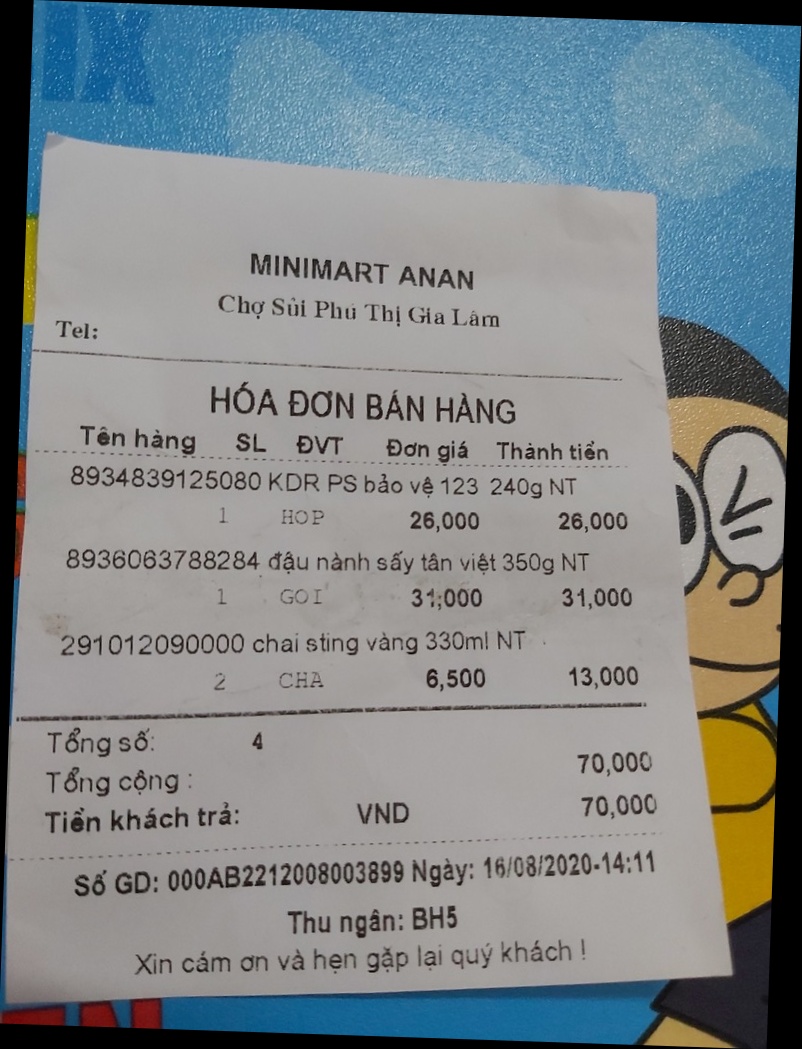 MINIMART ANAN
Chợ Sủi Phú Thị Gia Lâm
Tel:
HÓA ĐƠN BÁN HÀNG
Tên hàng SL ĐVT Đơn giá Thành tiền
8934839125080 KDR PS bảo vệ 123 240g NT
1 HOP 26,000 26,000
8936063788284 đậu nành sấy tân việt 350g NT
1 GOI 31,000 31,000
291012090000 chai sting vàng 330ml NT
2 CHA 6,500 13,000
Tổng số: 4
Tổng cộng : 70,000
Tiền khách trả: VND 70,000
Số GD: 000AB2212008003899 Ngày: 16/08/2020-14:11
Thu ngân: BH5
Xin cám ơn và hẹn gặp lại quý khách !